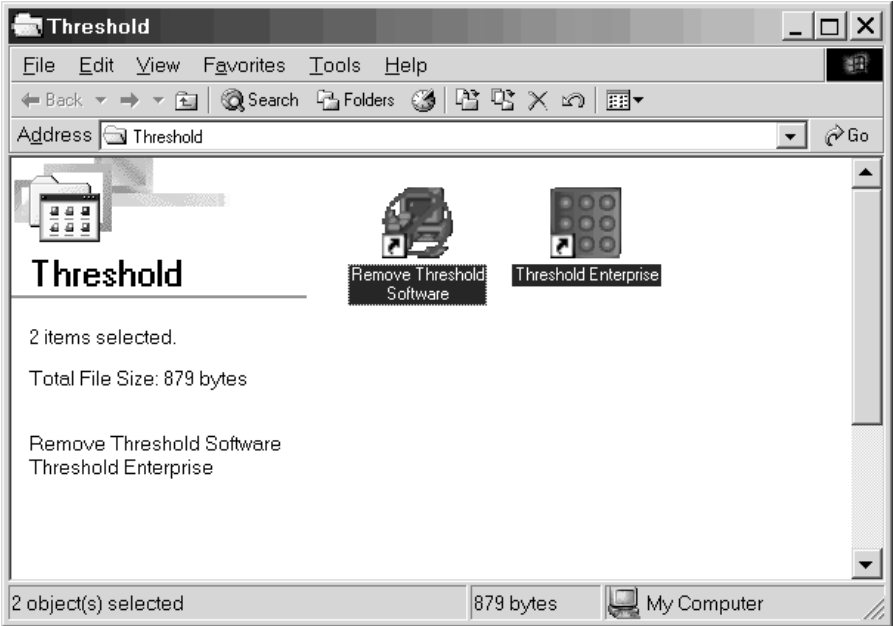 Threshold
File Edit View Favorites Tools Help
Back Search Folders
Address Threshold Go
Threshold
2 items selected.
Total File Size: 879 bytes
Remove Threshold Software
Threshold Enterprise
Remove Threshold
Software
Threshold Enterprise
2 object(s) selected 879 bytes My Computer